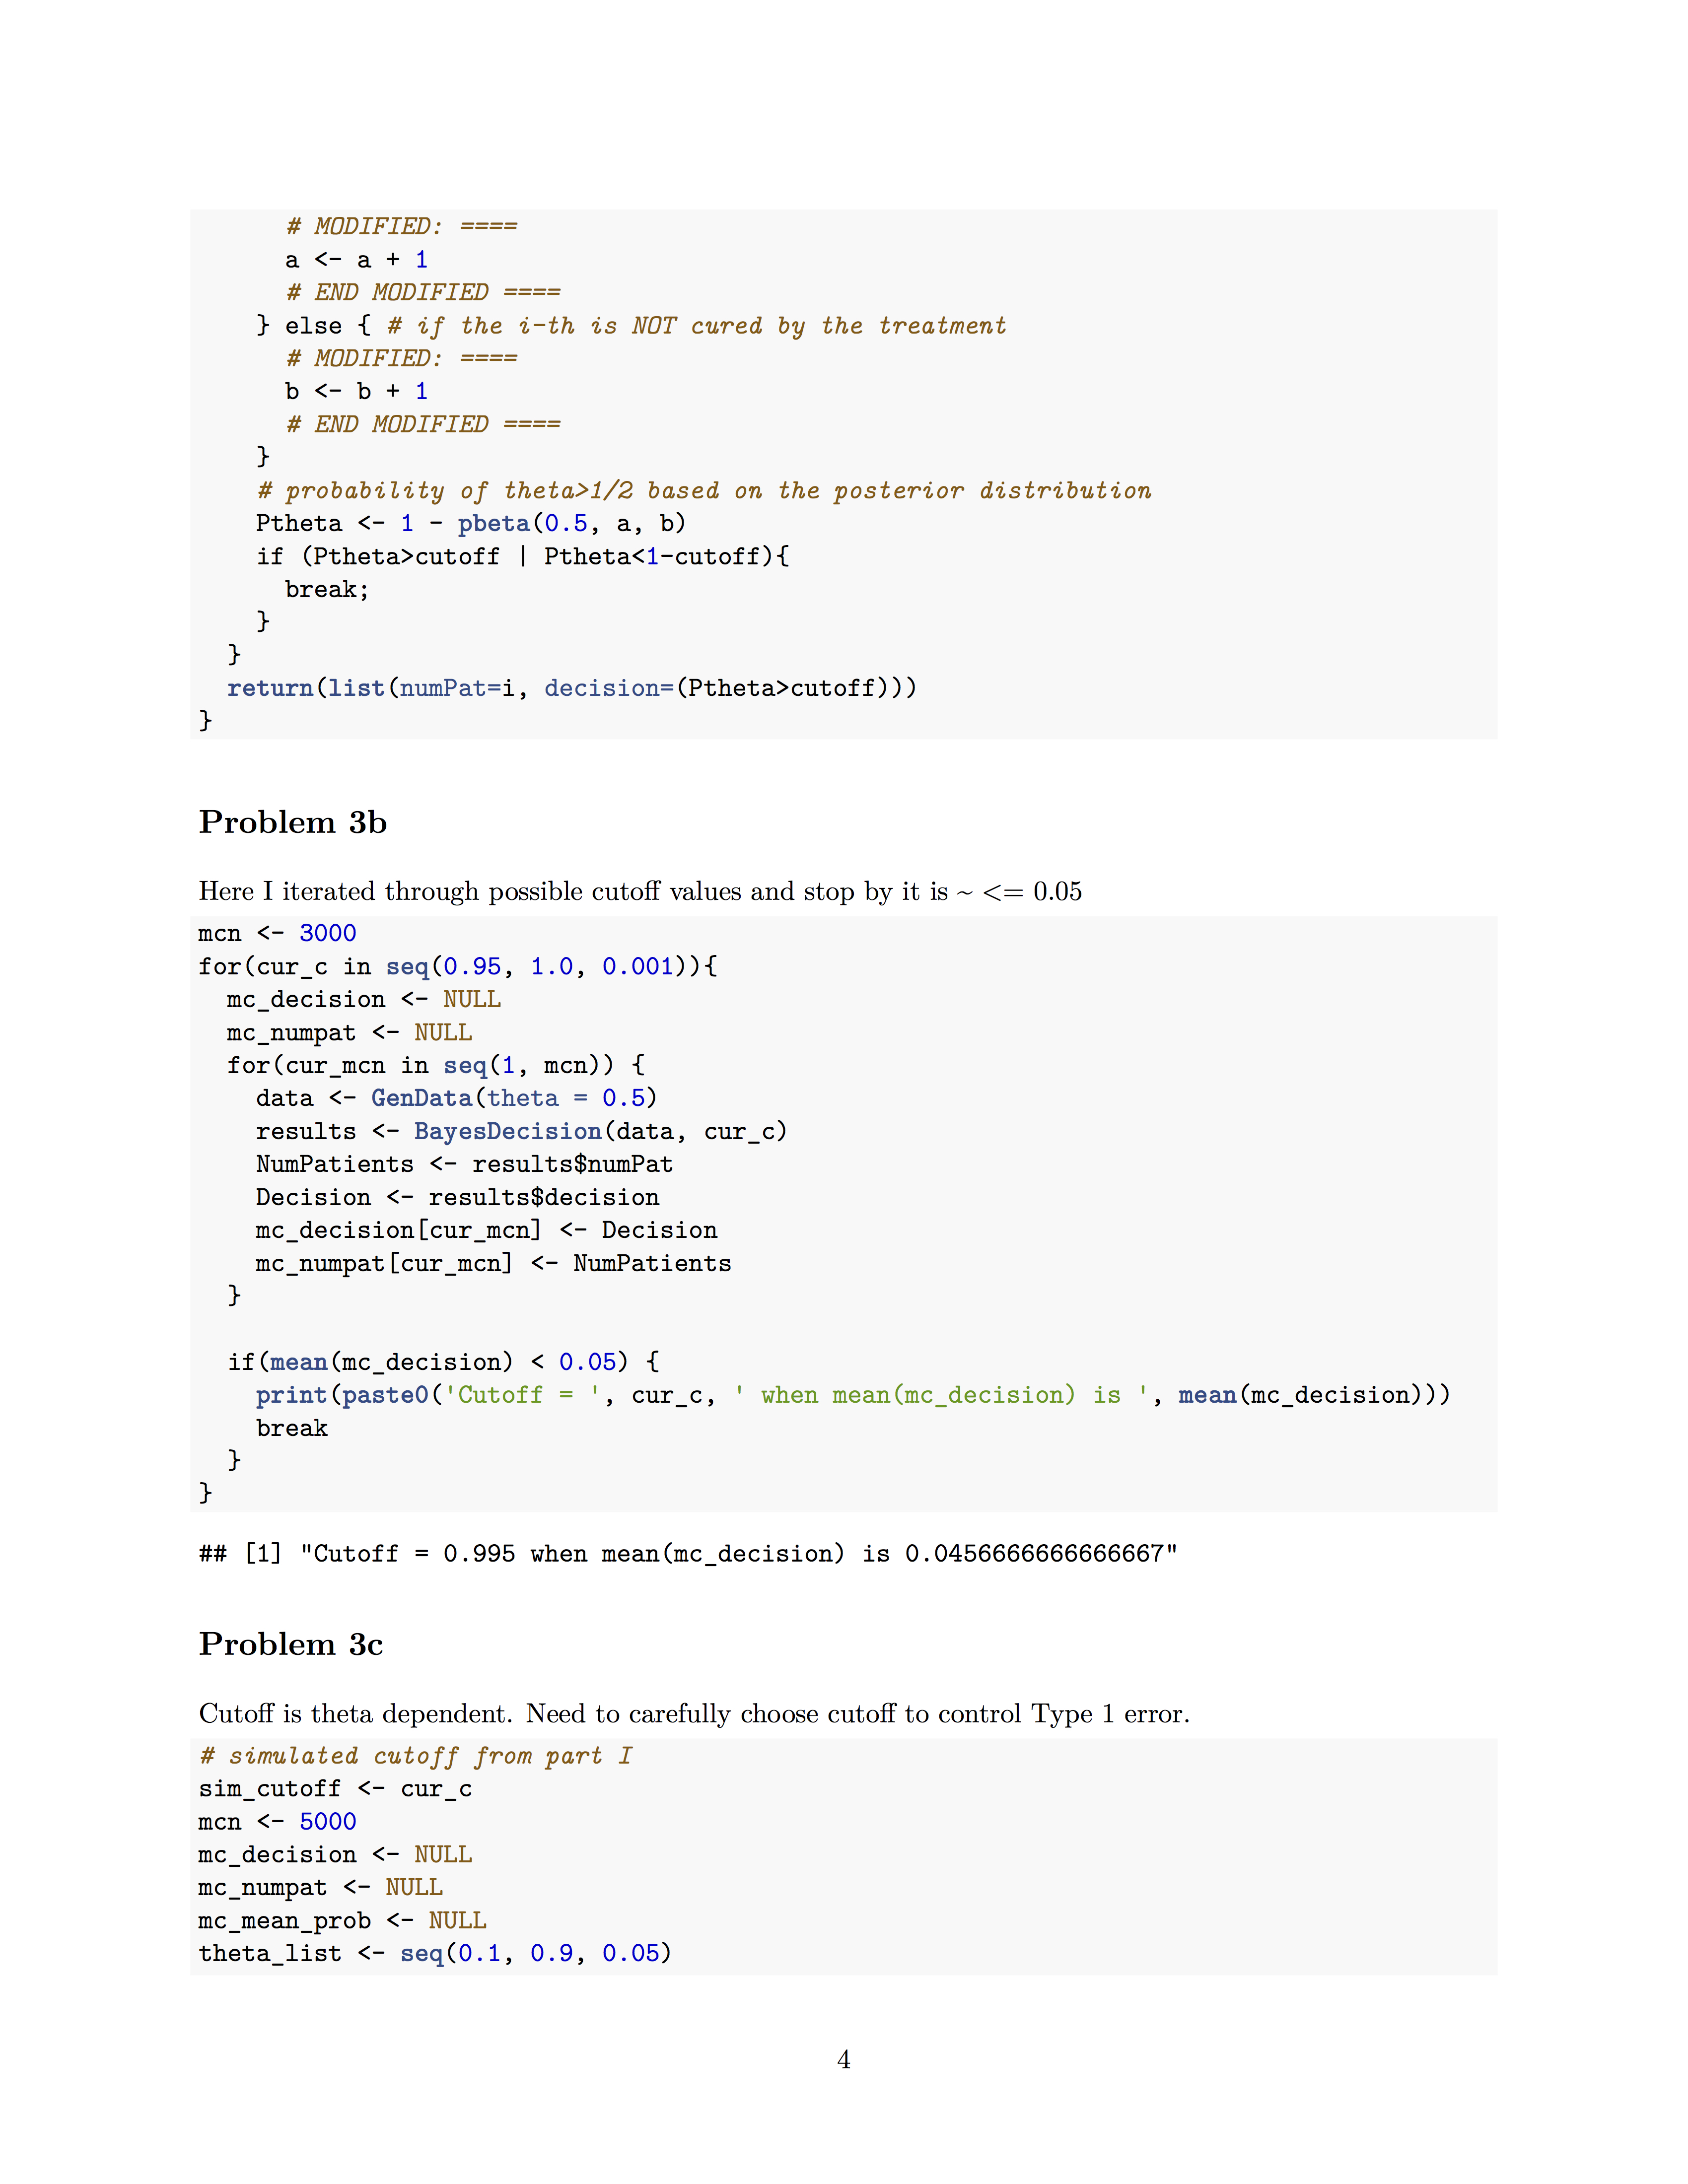 # MODIFIED: ====
      a <- a + 1
      # END MODIFIED ====
    } else { # if the i-th is NOT cured by the treatment
      # MODIFIED: ====
      b <- b + 1
      # END MODIFIED ====
    }
    # probability of theta>1/2 based on the posterior distribution
    Ptheta <- 1 - pbeta(0.5, a, b)
    if (Ptheta>cutoff | Ptheta<1-cutoff){
      break;
    }
  }
  return(list(numPat=i, decision=(Ptheta>cutoff)))
}
Problem 3b
Here I iterated through possible cutoff values and stop by it is ~ <= 0.05
mcn <- 3000
for(cur_c in seq(0.95, 1.0, 0.001)){
  mc_decision <- NULL
  mc_numpat <- NULL
  for(cur_mcn in seq(1, mcn)) {
    data <- GenData(theta = 0.5)
    results <- BayesDecision(data, cur_c)
    NumPatients <- results$numPat
    Decision <- results$decision
    mc_decision[cur_mcn] <- Decision
    mc_numpat[cur_mcn] <- NumPatients
  }
  if(mean(mc_decision) < 0.05) {
    print(paste0('Cutoff = ', cur_c, ' when mean(mc_decision) is ', mean(mc_decision)))
    break
  }
}
## [1] "Cutoff = 0.995 when mean(mc_decision) is 0.0456666666666667"
Problem 3c
Cutoff is theta dependent. Need to carefully choose cutoff to control Type 1 error.
# simulated cutoff from part I
sim_cutoff <- cur_c
mcn <- 5000
mc_decision <- NULL
mc_numpat <- NULL
mc_mean_prob <- NULL
theta_list <- seq(0.1, 0.9, 0.05)
4